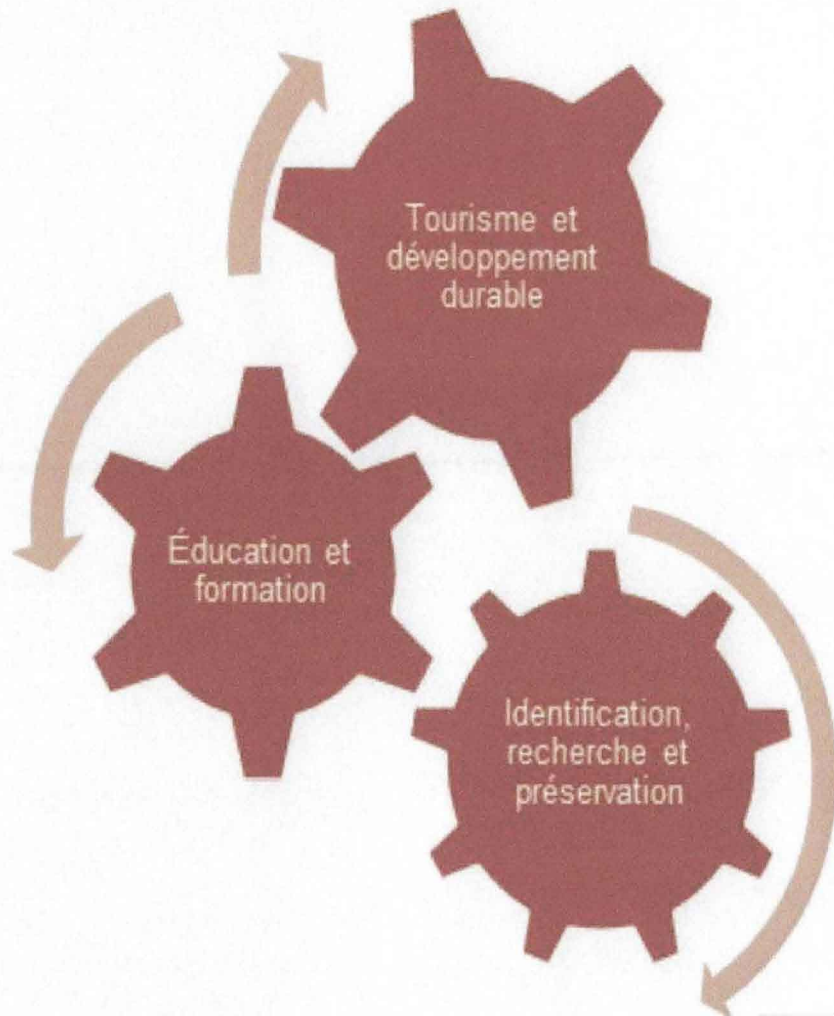 Tourisme et
développement
durable
Éducation et
formation
Identification,
recherche et
préservation